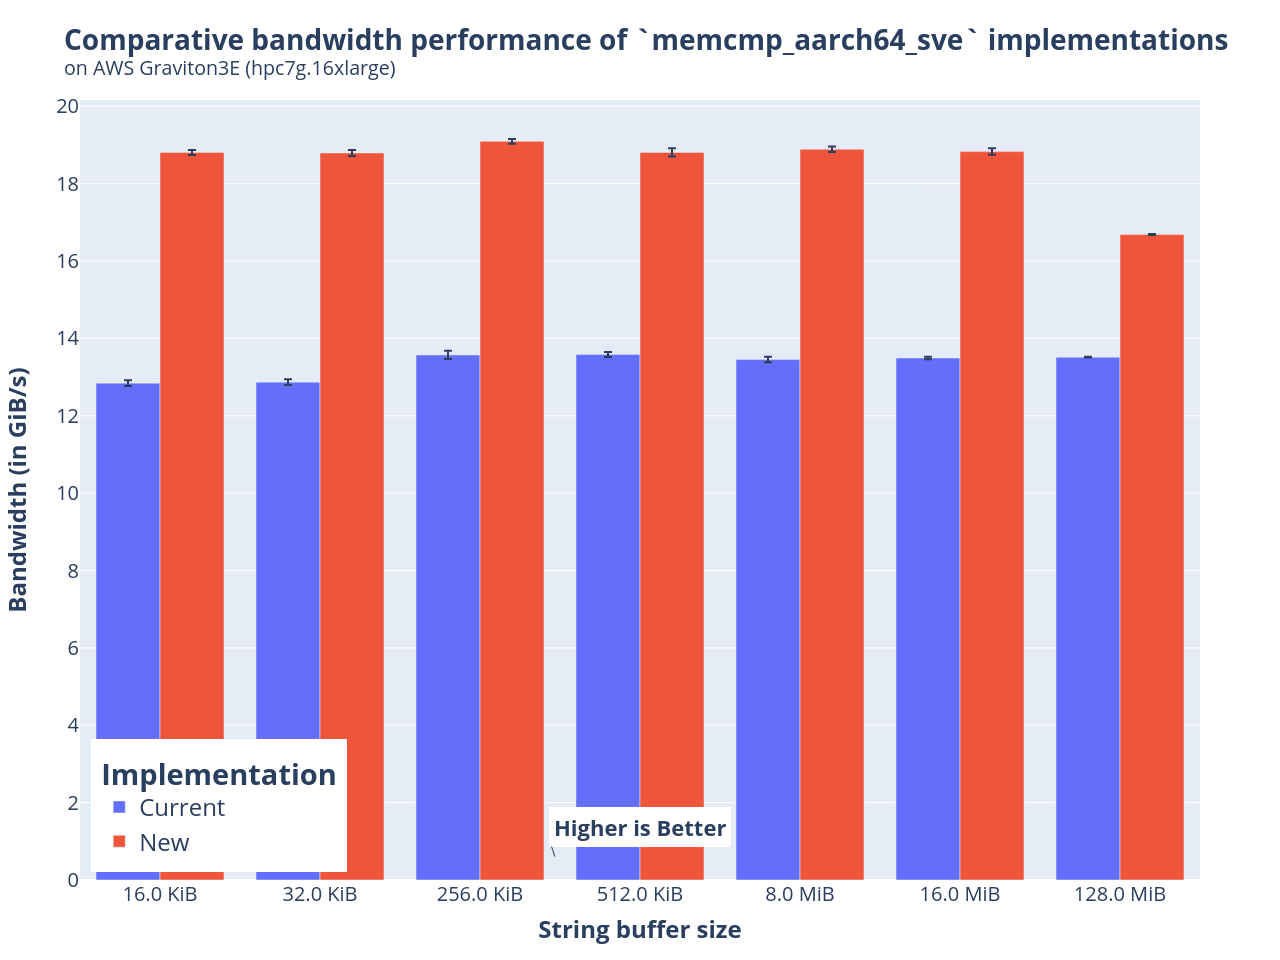 Comparative bandwidth performance of `memcmp_aarch64_sve` implementations
on AWS Graviton3E (hpc7g.16xlarge)
Bandwidth (in GiB/s)
20
18
16
14
12
10
8
6
4
2
0
Implementation
Current
New
Higher is Better
16.0 KiB
32.0 KiB
256.0 KiB
512.0 KiB
8.0 MiB
16.0 MiB
128.0 MiB
String buffer size